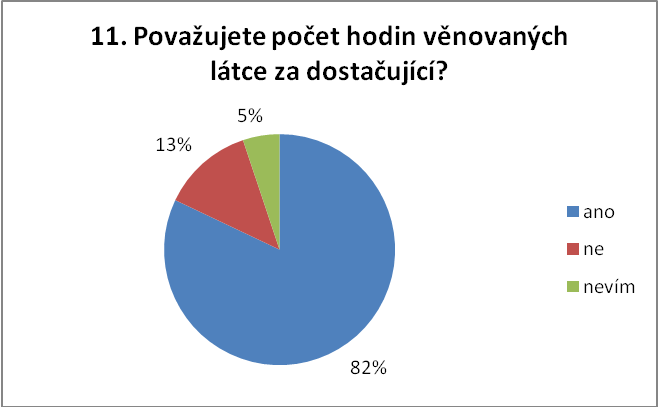 11. Považujete počet hodin věnovaných
látce za dostačující?
5%
13%
82%
ano
ne
nevím